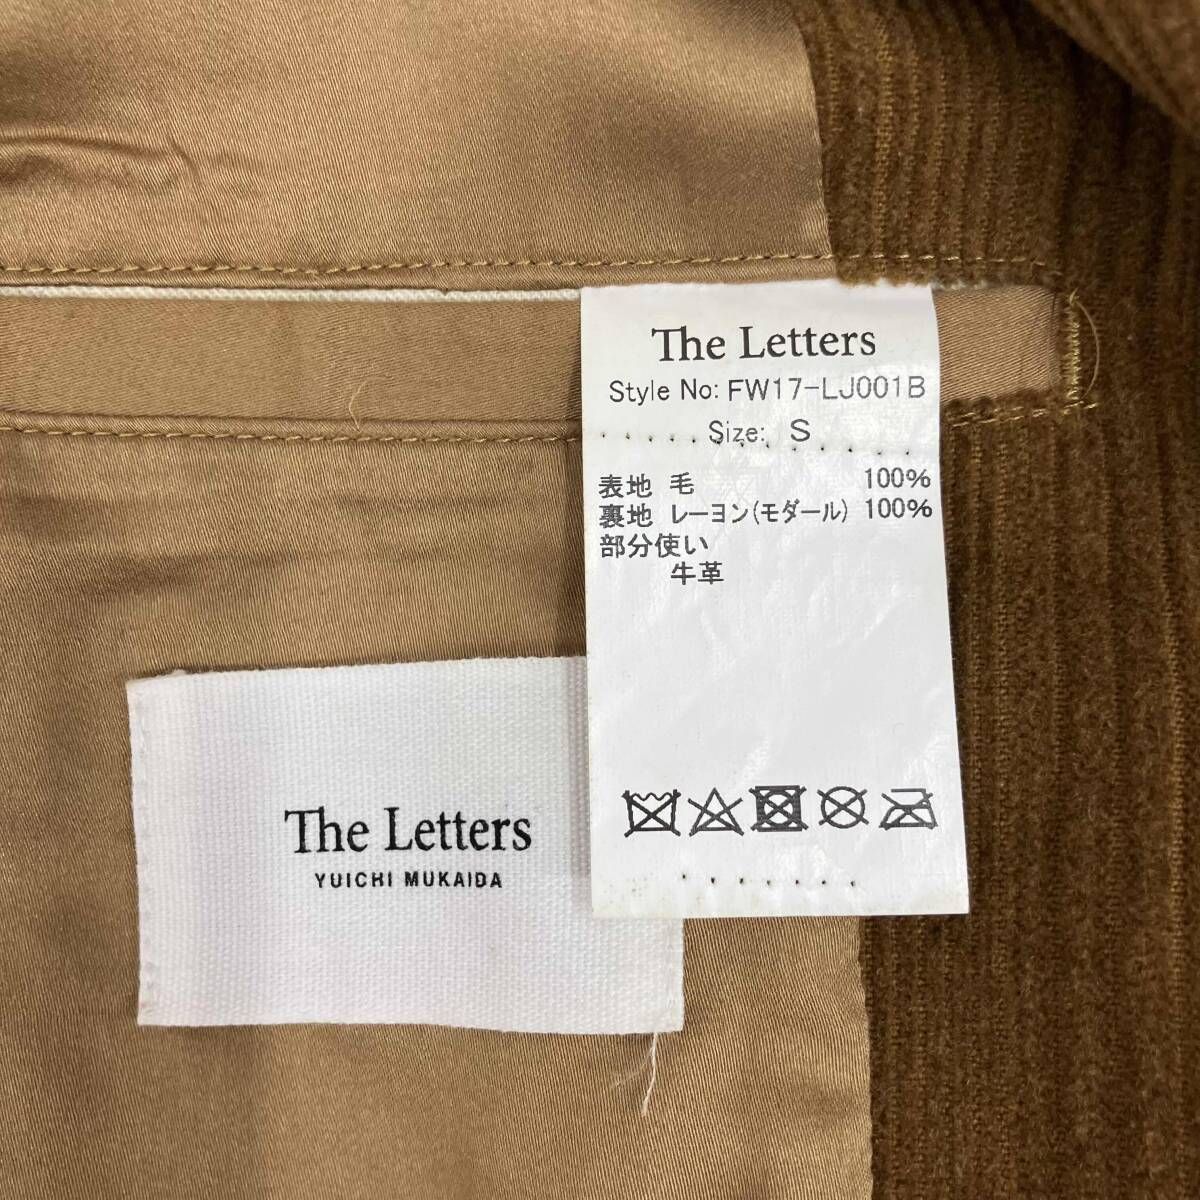 The Letters
Style No: FW17-LJ001B
Size: S
表地 毛 100%
裏地 レーヨン(モダール) 100%
部分使い
牛革
The Letters
YUICHI MUKAIDA